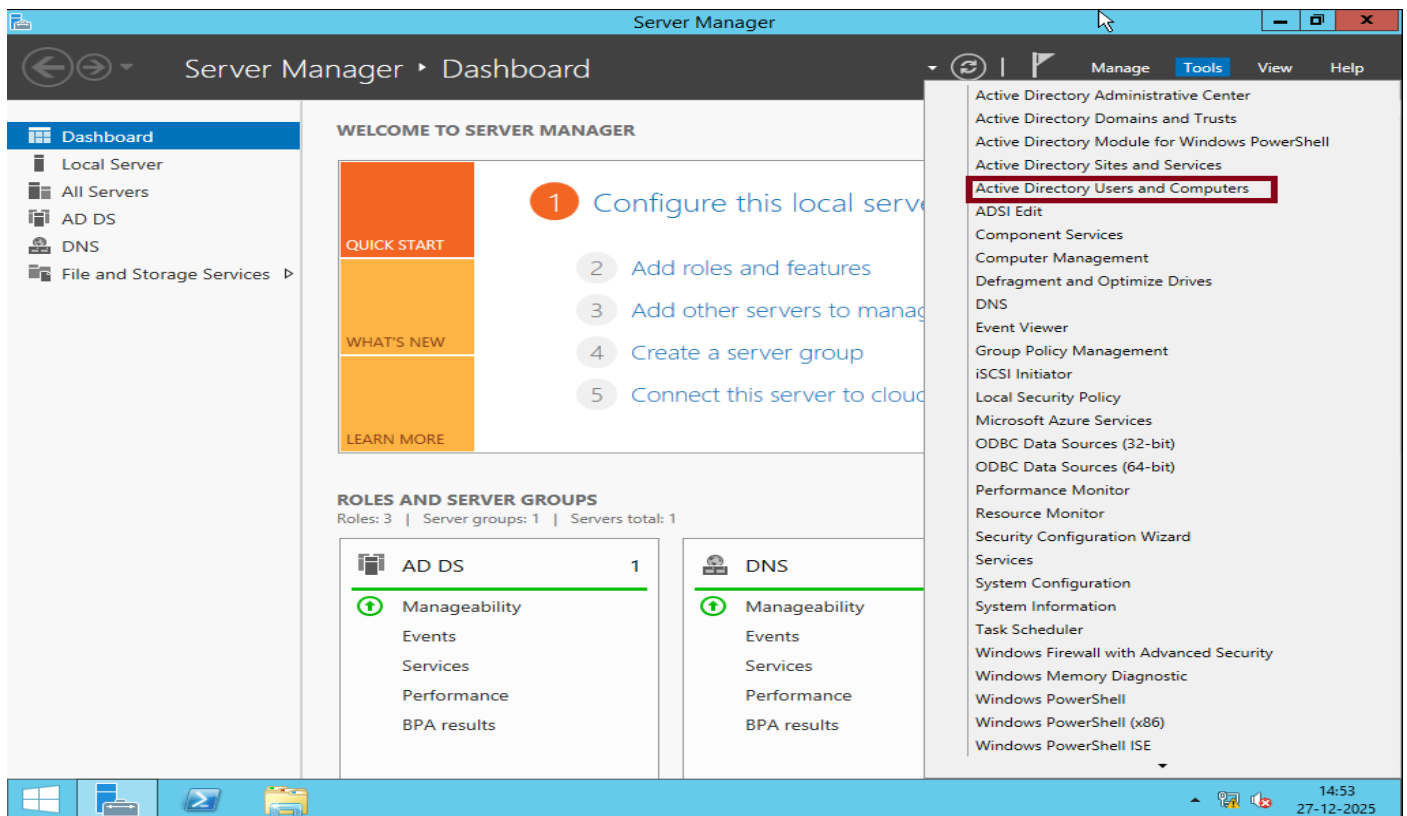 Server Manager
Server Manager ‣ Dashboard
Manage Tools View Help
Dashboard
Local Server
All Servers
AD DS
DNS
File and Storage Services
WELCOME TO SERVER MANAGER
QUICK START
WHAT'S NEW
LEARN MORE
1 Configure this local serve
2 Add roles and features
3 Add other servers to manag
4 Create a server group
5 Connect this server to clou
ROLES AND SERVER GROUPS
Roles: 3 | Server groups: 1 | Servers total: 1
AD DS 1
Manageability
Events
Services
Performance
BPA results
DNS
Manageability
Events
Services
Performance
BPA results
Active Directory Administrative Center
Active Directory Domains and Trusts
Active Directory Module for Windows PowerShell
Active Directory Sites and Services
Active Directory Users and Computers
ADSI Edit
Component Services
Computer Management
Defragment and Optimize Drives
DNS
Event Viewer
Group Policy Management
iSCSI Initiator
Local Security Policy
Microsoft Azure Services
ODBC Data Sources (32-bit)
ODBC Data Sources (64-bit)
Performance Monitor
Resource Monitor
Security Configuration Wizard
Services
System Configuration
System Information
Task Scheduler
Windows Firewall with Advanced Security
Windows Memory Diagnostic
Windows PowerShell
Windows PowerShell (x86)
Windows PowerShell ISE
14:53
27-12-2025